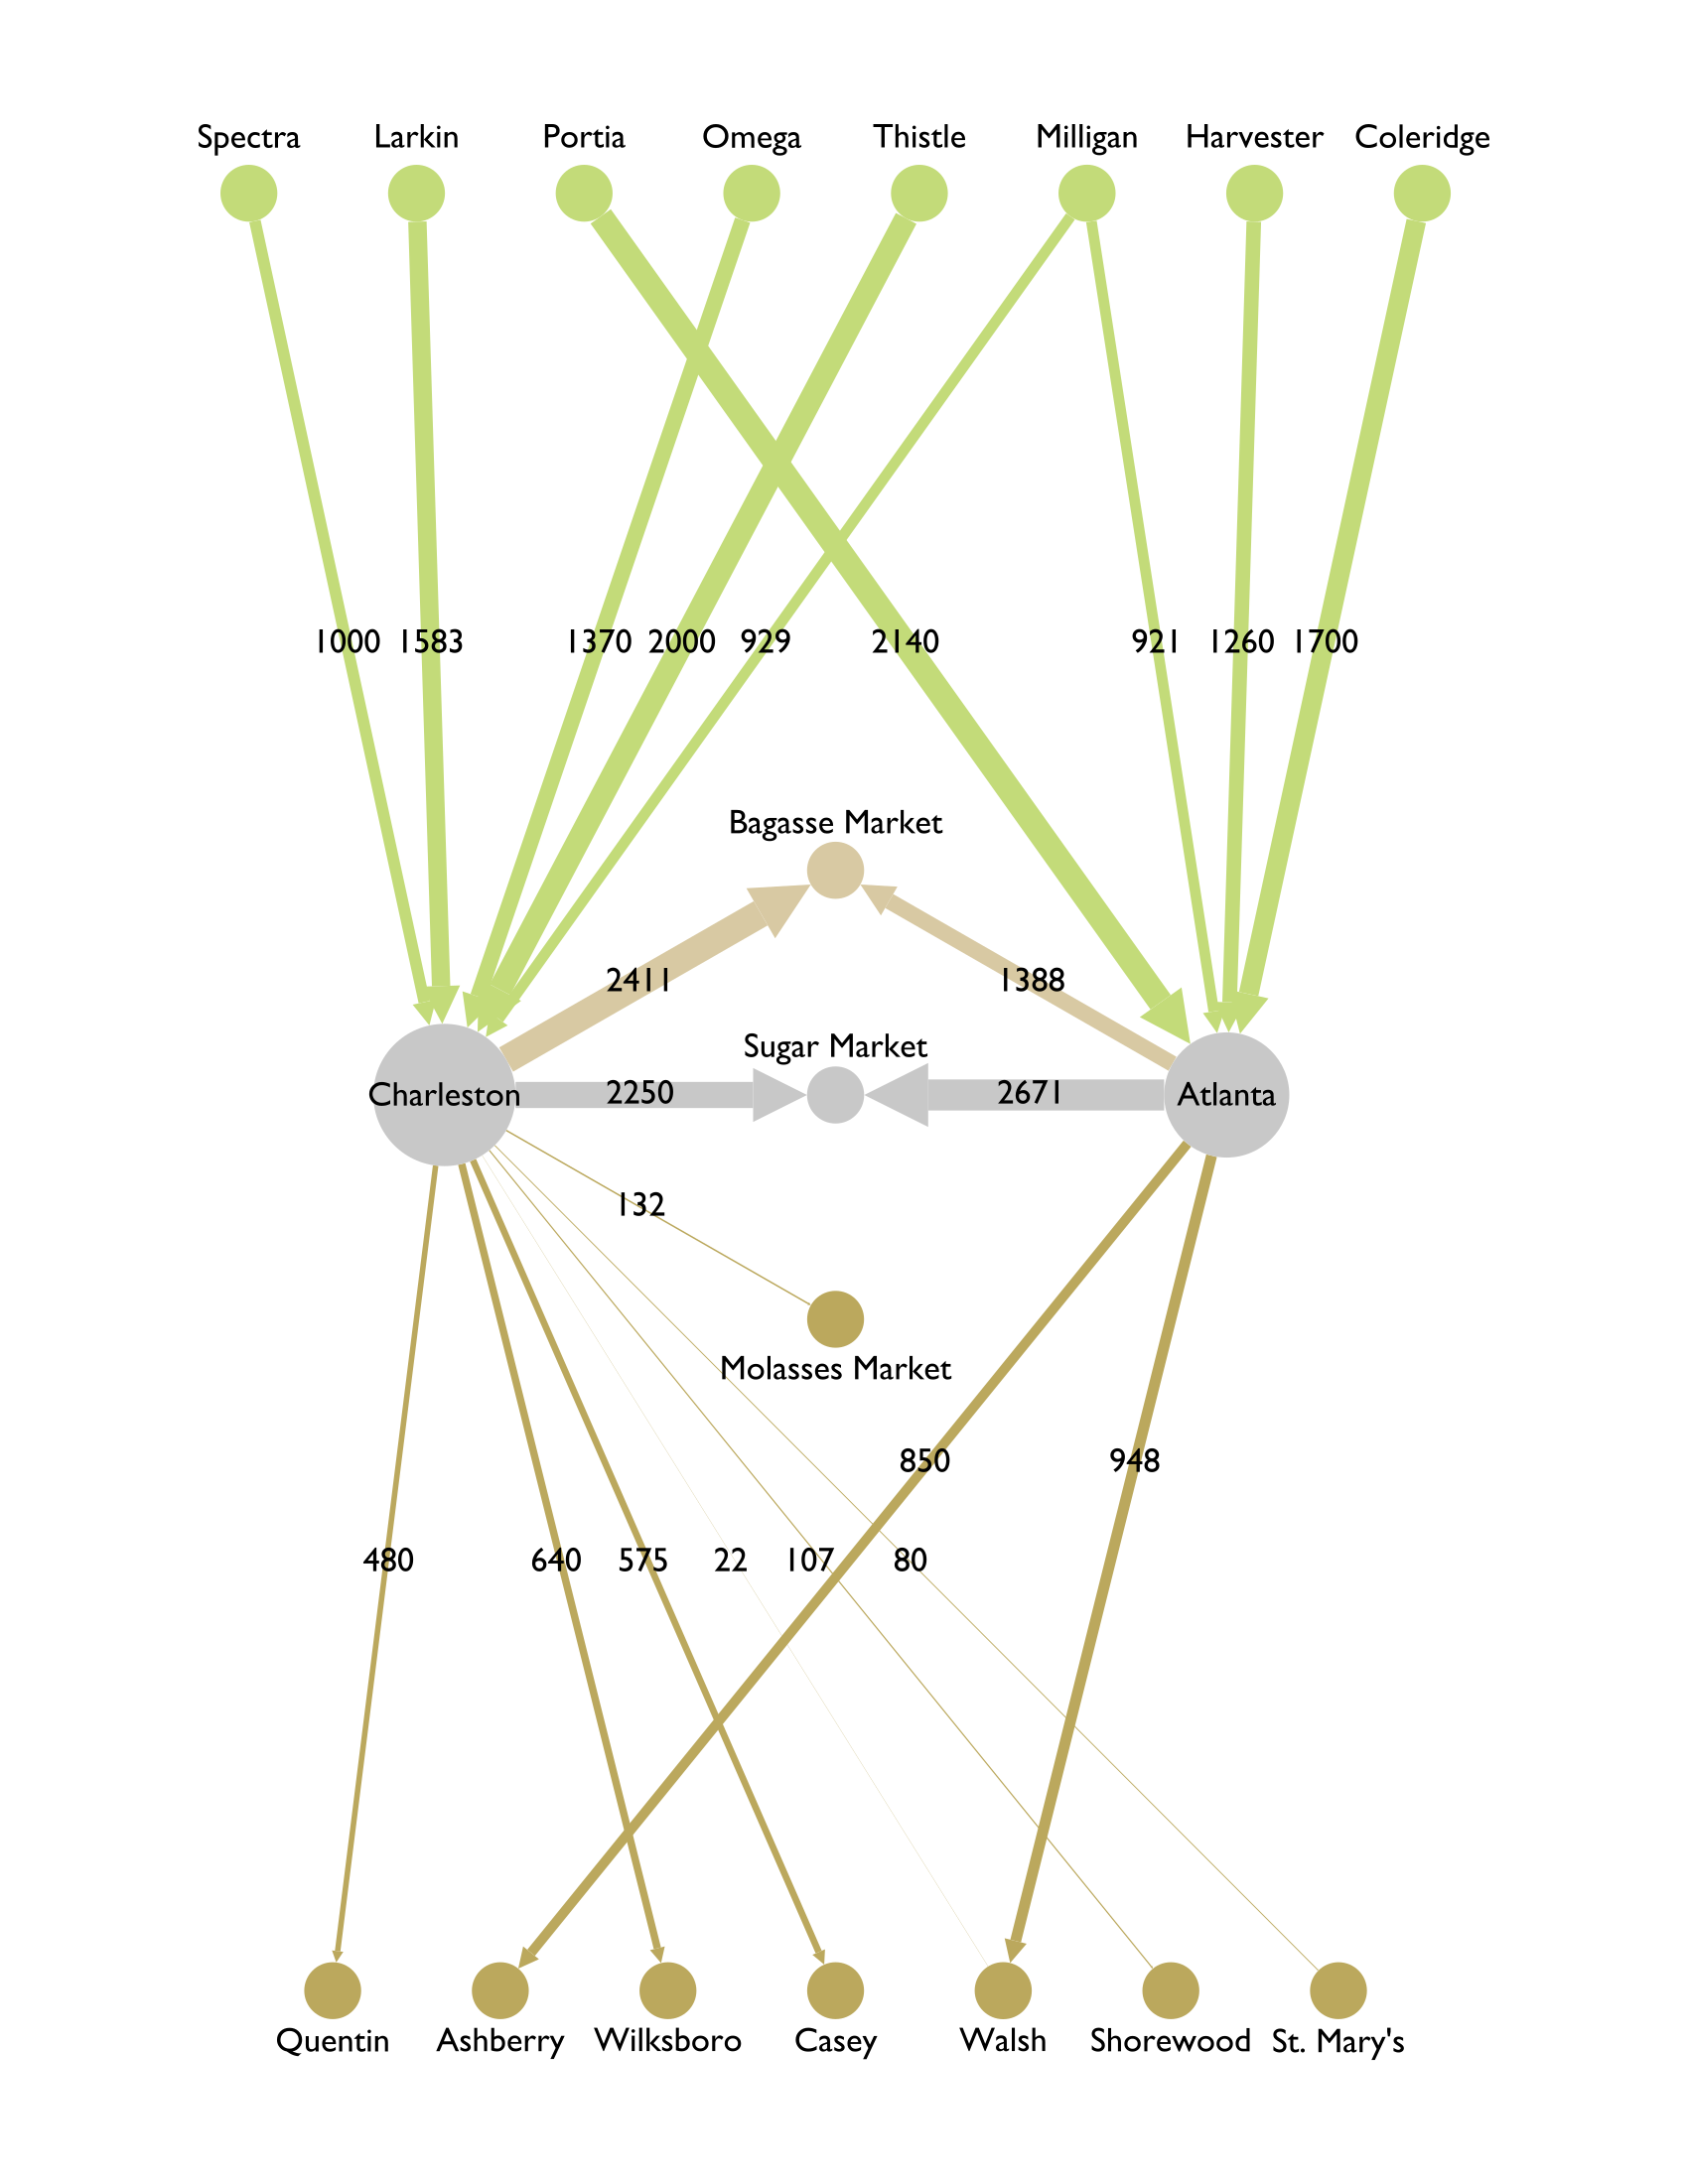 Spectra Larkin Portia Omega Thistle Milligan Harvester Coleridge
1000 1583 1370 2000 929 2140 921 1260 1700
Bagasse Market
2411 1388
Sugar Market
Charleston 2250 2671 Atlanta
132
Molasses Market
850 948
480 640 575 22 107 80
Quentin Ashberry Wilksboro Casey Walsh Shorewood St. Mary's